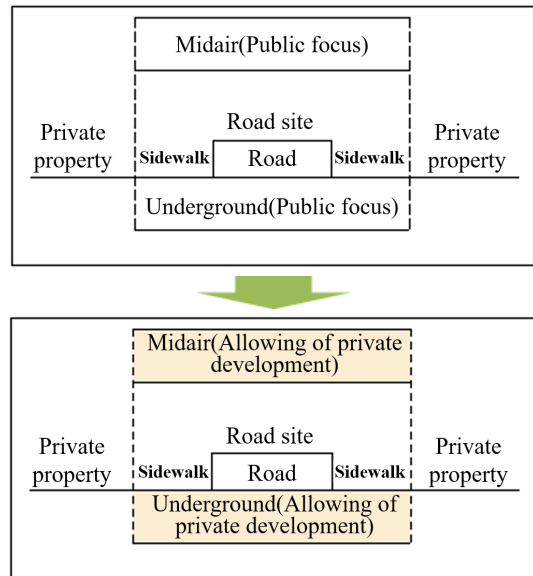 Midair(Public focus)
Private
property
Road site
Sidewalk
Road
Sidewalk
Private
property
Underground(Public focus)
Midair(Allowing of private
development)
Private
property
Road site
Sidewalk
Road
Sidewalk
Private
property
Underground(Allowing of
private development)